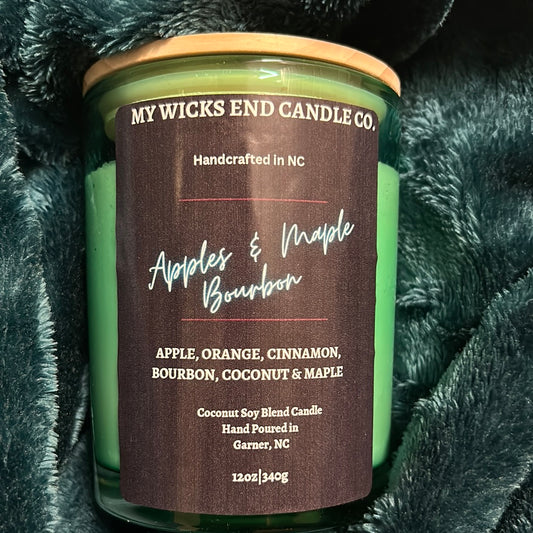 MY WICKS END CANDLE CO.
Handcrafted in NC
Apples & Maple
Bourbon
APPLE, ORANGE, CINNAMON,
BOURBON, COCONUT & MAPLE
Coconut Soy Blend Candle
Hand Poured in
Garner, NC
12oz|340g